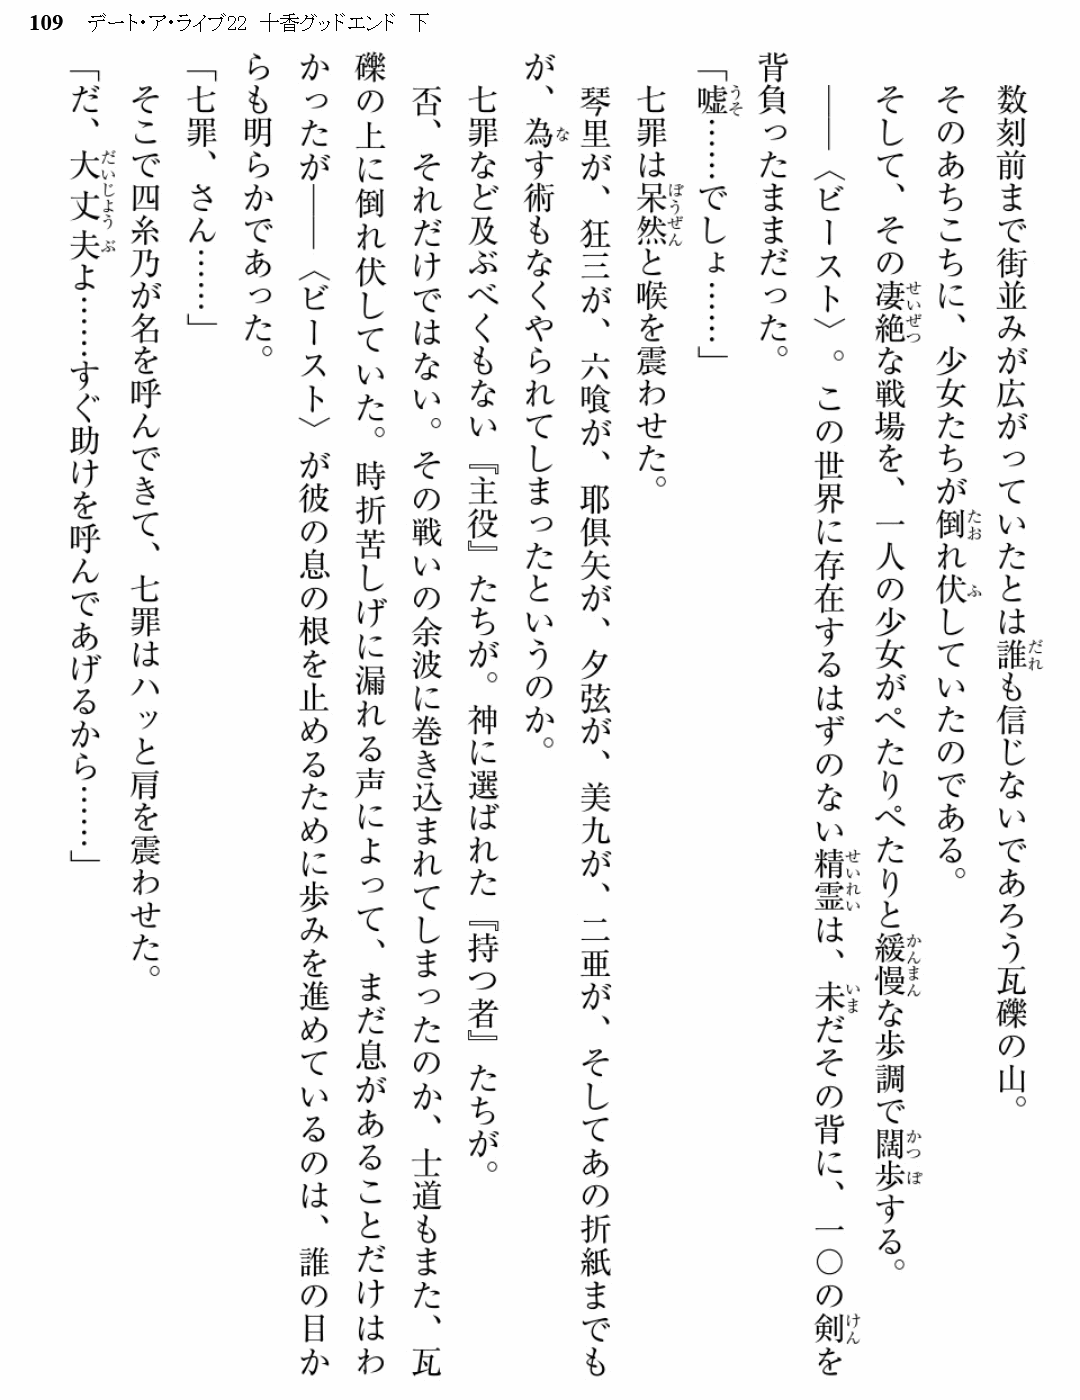 109 デート・ア・ライブ22 十香グッドエンド 下
数刻前まで街並みが広がっていたとは誰も信じないであろう瓦礫の山。
そのあちこちに、少女たちが倒れ伏していたのである。
そして、その凄絶な戦場を、一人の少女がぺたりぺたりと緩慢な歩調で闊歩する。
――〈ビースト〉。この世界に存在するはずのない精霊は、未だその背に、一〇の剣を
背負ったままだった。
「嘘……でしょ……」
七罪は呆然と喉を震わせた。
琴里が、狂三が、六喰が、耶倶矢が、夕弦が、美九が、二亜が、そしてあの折紙までも
が、為す術もなくやられてしまったというのか。
七罪など及ぶべくもない『主役』たちが。神に選ばれた『持つ者』たちが。
否、それだけではない。その戦いの余波に巻き込まれてしまったのか、士道もまた、瓦
礫の上に倒れ伏していた。時折苦しげに漏れる声によって、まだ息があることだけはわ
かったが――〈ビースト〉が彼の息の根を止めるために歩みを進めているのは、誰の目か
らも明らかであった。
「七罪、さん……」
そこで四糸乃が名を呼んできて、七罪はハッと肩を震わせた。
「だ、大丈夫よ……すぐ助けを呼んであげるから……」